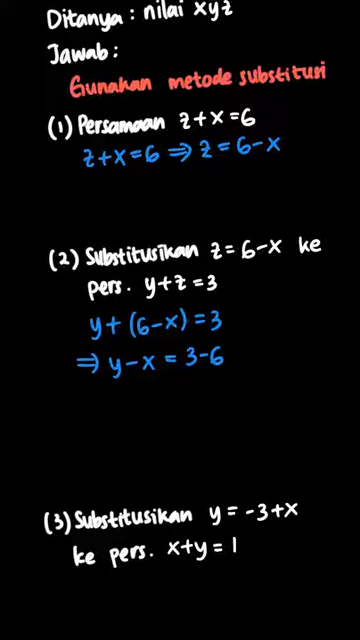 Ditanya : nilai xyz
Jawab :
Gunakan metode substitusi
(1) Persamaan z+x=6
z+x=6 ⇒ z = 6-x
(2) Substitusikan z = 6-x ke
pers. y+z = 3
y+ (6-x) = 3
⇒ y-x = 3-6
(3) Substitusikan y = -3+x
ke pers. x+y = 1